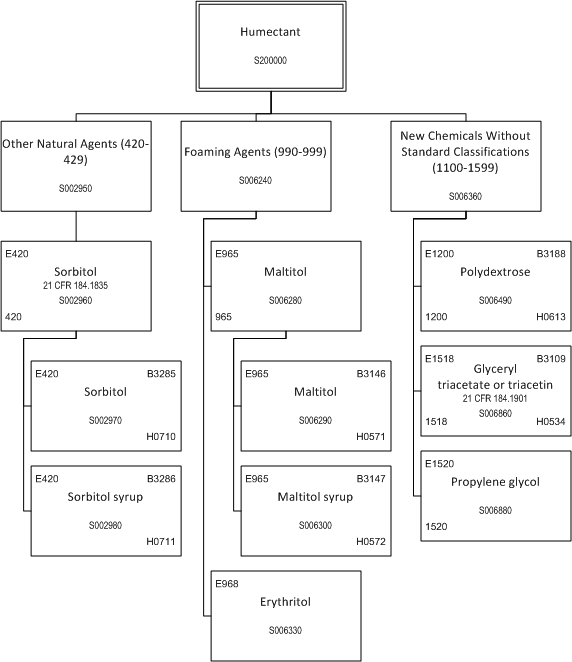 Humectant
S200000
Other Natural Agents (420-
429)
S002950
Foaming Agents (990-999)
S006240
New Chemicals Without
Standard Classifications
(1100-1599)
S006360
E420
Sorbitol
21 CFR 184.1835
S002960
420
E420 B3285
Sorbitol
S002970
H0710
E420 B3286
Sorbitol syrup
S002980
H0711
E965
Maltitol
S006280
965
E965 B3146
Maltitol
S006290
H0571
E965 B3147
Maltitol syrup
S006300
H0572
E968
Erythritol
S006330
E1200 B3188
Polydextrose
S006490
1200 H0613
E1518 B3109
Glyceryl
triacetate or triacetin
21 CFR 184.1901
S006860
1518 H0534
E1520
Propylene glycol
S006880
1520